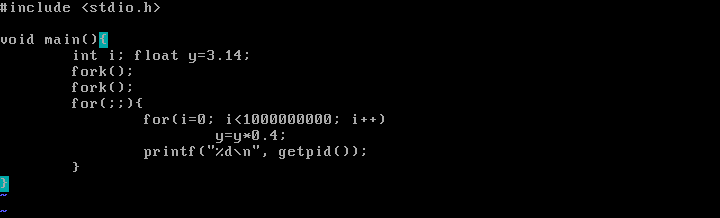 #include <stdio.h>
void main(){
int i; float y=3.14;
fork();
fork();
for(;;){
for(i=0; i<1000000000; i++)
y=y*0.4;
printf("%d\n", getpid());
}
}
~
~